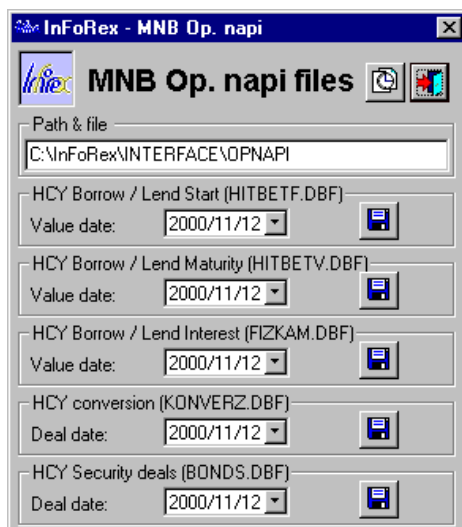 InFoRex - MNB Op. napi
InFoRex MNB Op. napi files
Path & file
C:\InFoRex\INTERFACE\OPNAPI
HCY Borrow / Lend Start (HITBETF.DBF)
Value date: 2000/11/12
HCY Borrow / Lend Maturity (HITBETV.DBF)
Value date: 2000/11/12
HCY Borrow / Lend Interest (FIZKAM.DBF)
Value date: 2000/11/12
HCY conversion (KONVERZ.DBF)
Deal date: 2000/11/12
HCY Security deals (BONDS.DBF)
Deal date: 2000/11/12